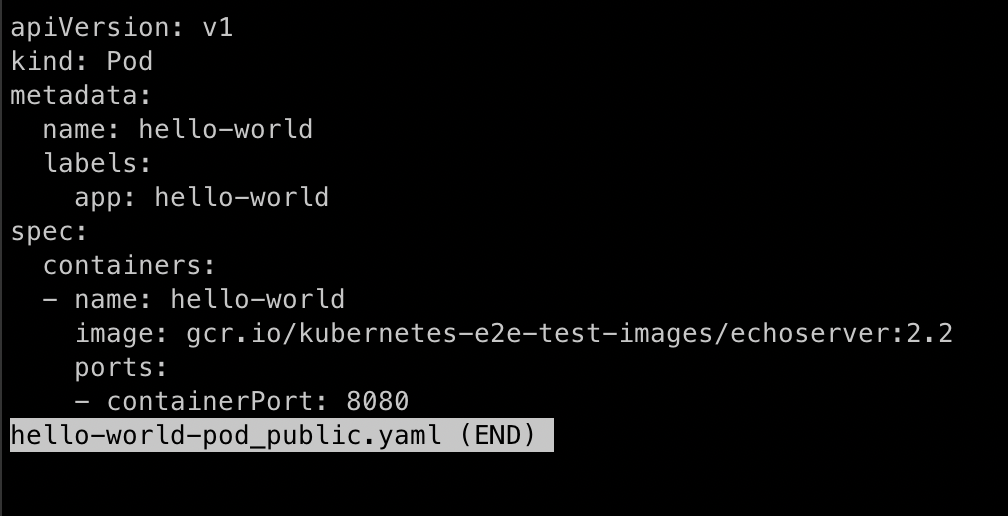 apiVersion: v1
kind: Pod
metadata:
  name: hello-world
  labels:
    app: hello-world
spec:
  containers:
  - name: hello-world
    image: gcr.io/kubernetes-e2e-test-images/echoserver:2.2
    ports:
    - containerPort: 8080
hello-world-pod_public.yaml (END)